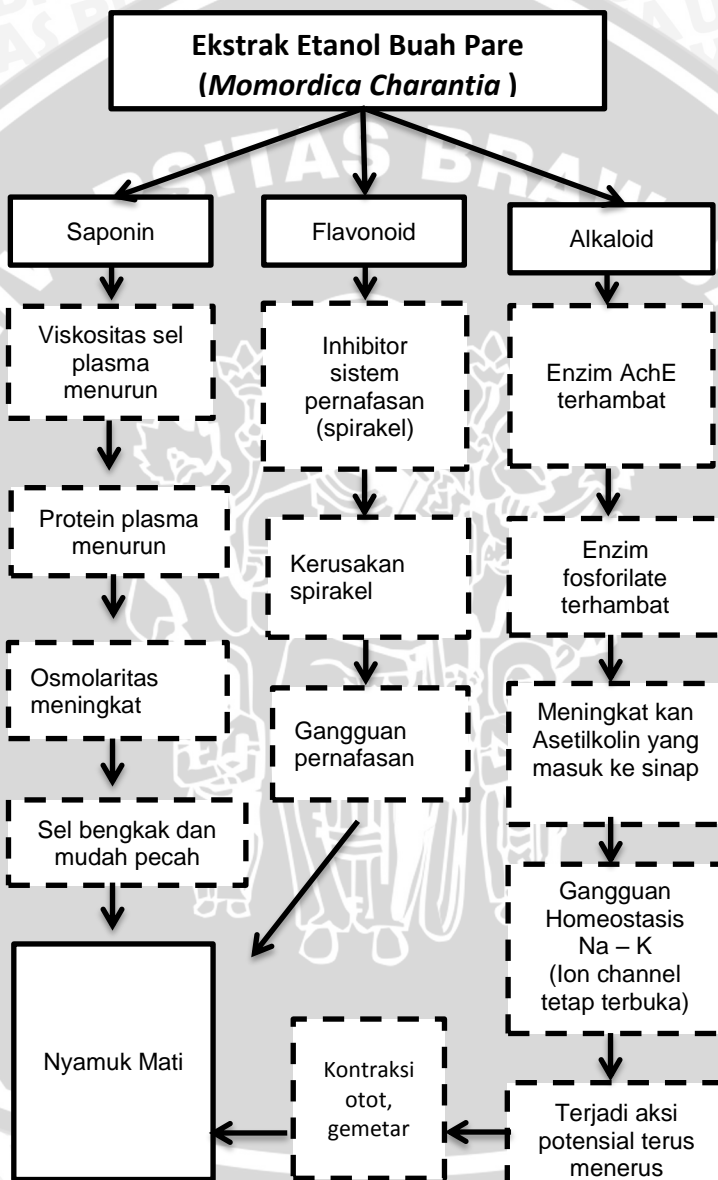 Ekstrak Etanol Buah Pare
(Momordica Charantia )
Saponin
Flavonoid
Alkaloid
Viskositas sel
plasma
menurun
Inhibitor
sistem
pernafasan
(spirakel)
Enzim AchE
terhambat
Protein plasma
menurun
Kerusakan
spirakel
Enzim
fosforilate
terhambat
Osmolaritas
meningkat
Gangguan
pernafasan
Meningkat kan
Asetilkolin yang
masuk ke sinap
Sel bengkak dan
mudah pecah
Gangguan
Homeostasis
Na – K
(Ion channel
tetap terbuka)
Nyamuk Mati
Kontraksi
otot,
gemetar
Terjadi aksi
potensial terus
menerus